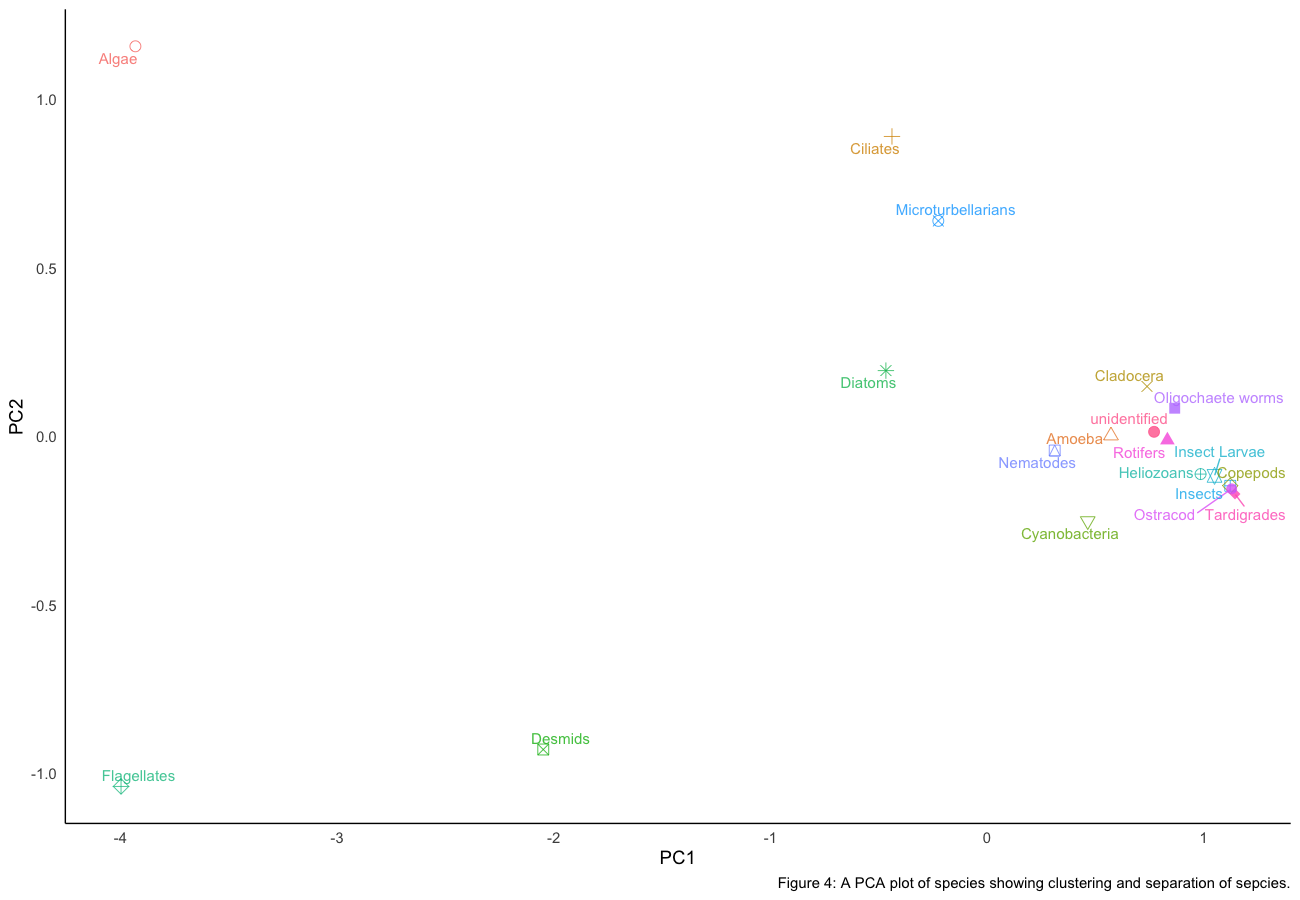 Algae
1.0
Ciliates
Microturbellarians
0.5
Diatoms
Cladocera
Oligochaete worms
unidentified
0.0
Amoeba
Rotifers
Insect Larvae
Nematodes
Heliozoans
Copepods
Insects
Ostracod
Tardigrades
Cyanobacteria
PC2
-0.5
Desmids
-1.0
Flagellates
-4 -3 -2 -1 0 1
PC1
Figure 4: A PCA plot of species showing clustering and separation of sepcies.